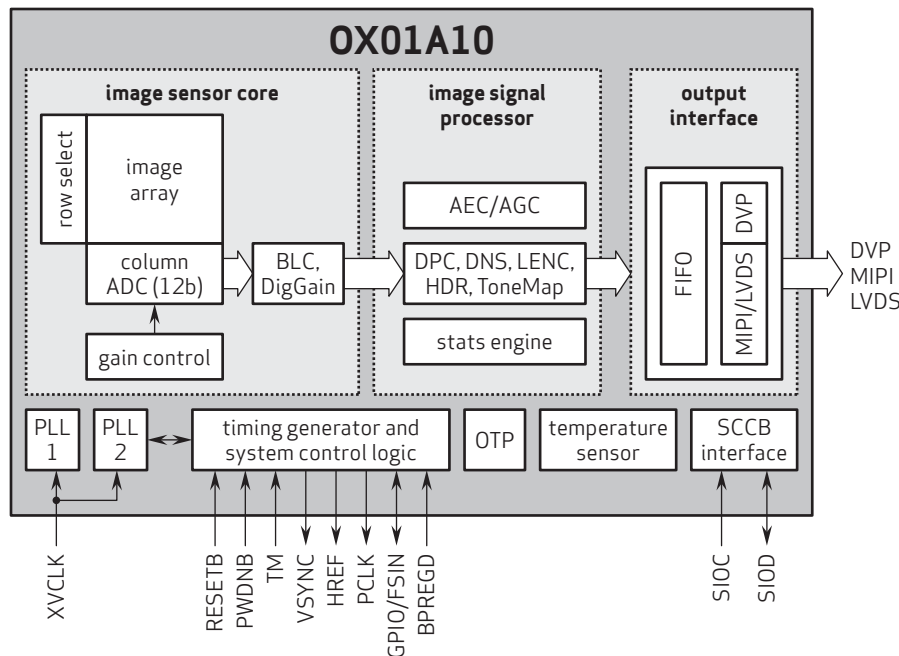 OX01A10
image sensor core
image signal
processor
output
interface
row select
image
array
column
ADC (12b)
gain control
BLC,
DigGain
AEC/AGC
DPC, DNS, LENC,
HDR, ToneMap
stats engine
FIFO
DVP
MIPI/LVDS
DVP
MIPI
LVDS
PLL
1
PLL
2
timing generator and
system control logic
OTP
temperature
sensor
SCCB
interface
XVCLK
RESETB
PWDNB
TM
VSYNC
HREF
PCLK
GPIO/FSIN
BPREGD
SIOC
SIOD